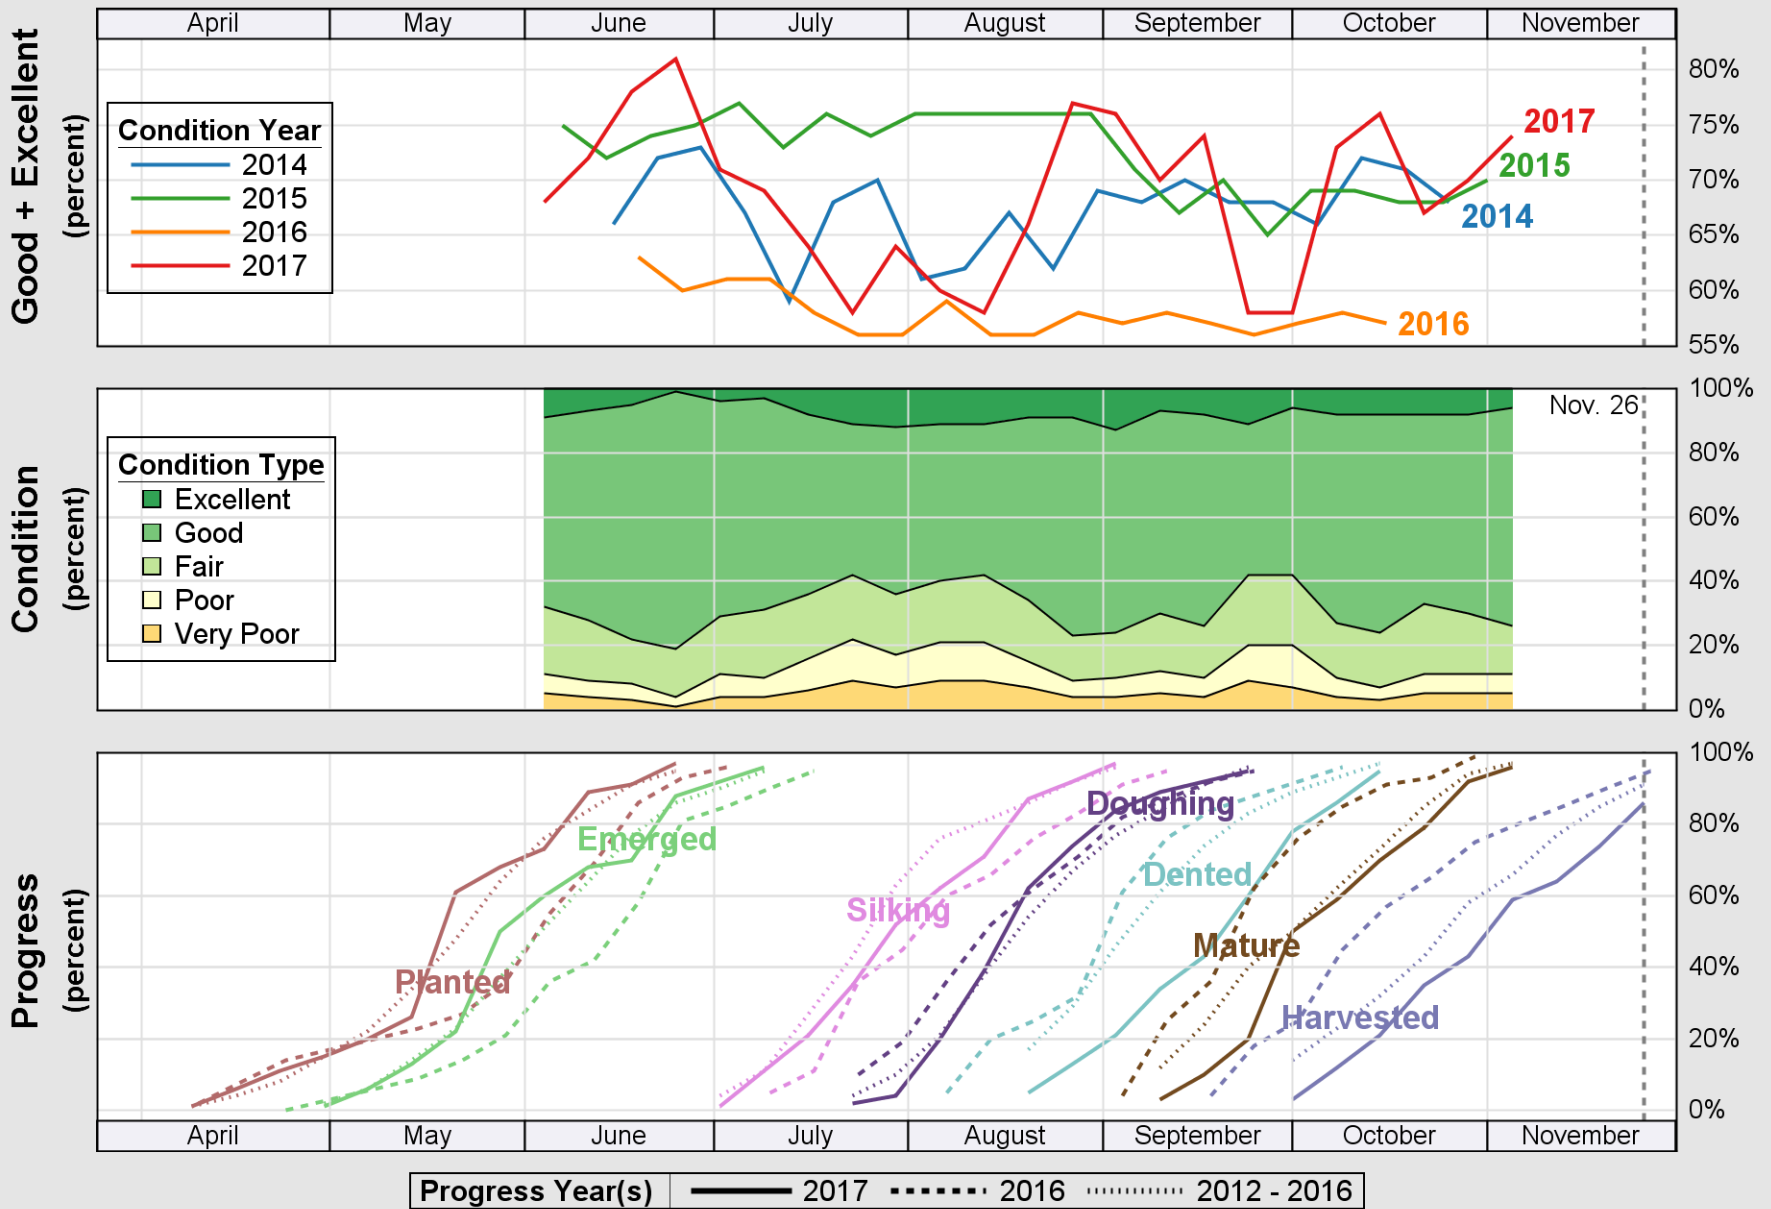 April May June July August September October November
Good + Excellent
(percent)
80%
75%
70%
65%
60%
55%
Condition Year
2014
2015
2016
2017
2017
2015
2014
2016
Condition
(percent)
100%
80%
60%
40%
20%
0%
Nov. 26
Condition Type
Excellent
Good
Fair
Poor
Very Poor
Progress
(percent)
100%
80%
60%
40%
20%
0%
Planted
Emerged
Silking
Doughing
Dented
Mature
Harvested
April May June July August September October November
Progress Year(s) 2017 2016 2012 - 2016